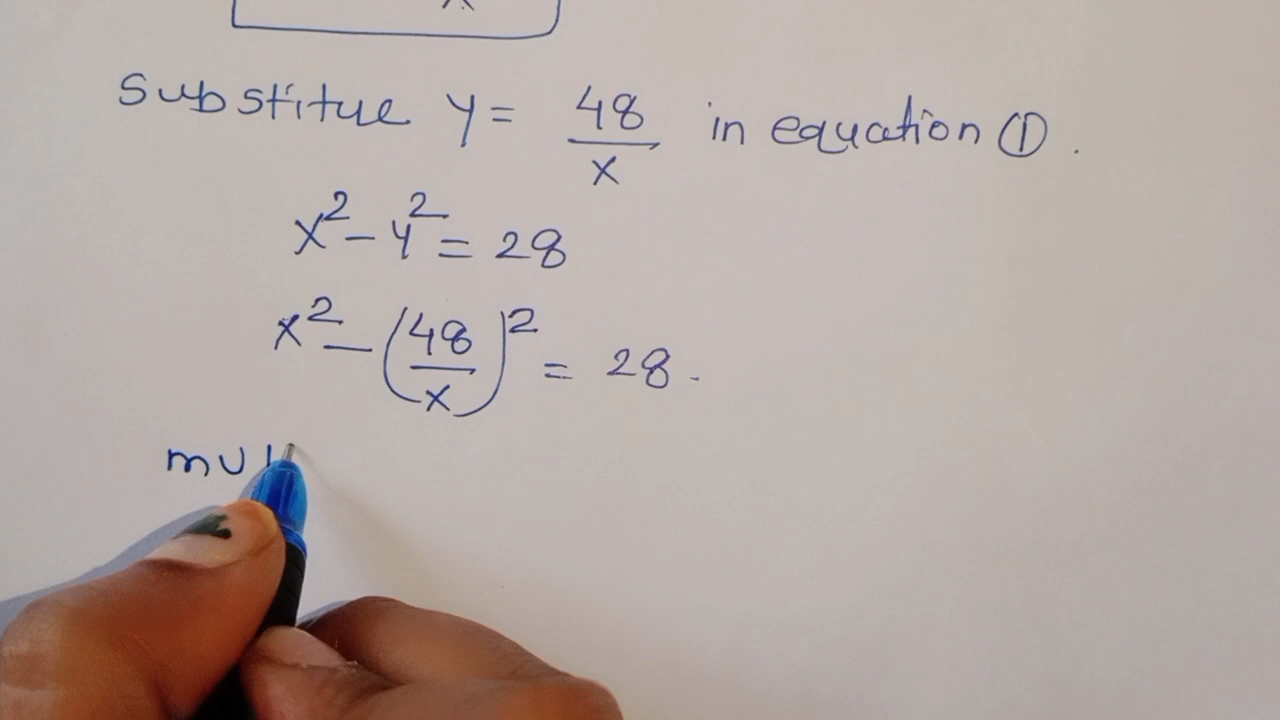 x
Substitue y = 48/x in equation ①.
x² - y² = 28
x² - (48/x)² = 28.
mul